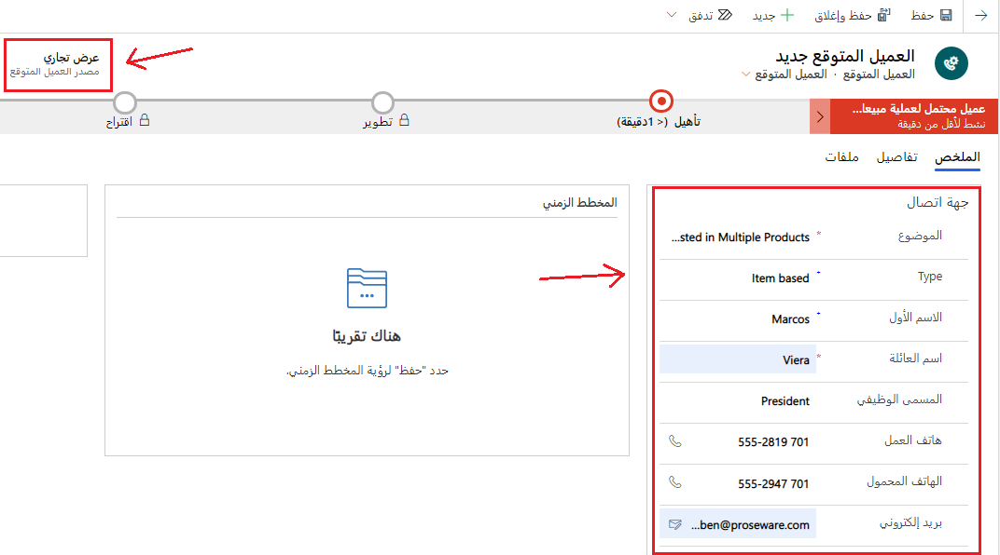 حفظ
حفظ وإغلاق
جديد
تدفق
العميل المتوقع جديد
العميل المتوقع · العميل المتوقع
عرض تجاري
مصدر العميل المتوقع
عميل محتمل لعملية مبيعا...
نشط لأقل من دقيقة
تأهيل (< 1دقيقة)
تطوير
اقتراح
الملخص
تفاصيل
ملفات
جهة اتصال
الموضوع * ...sted in Multiple Products
Type + Item based
الاسم الأول + Marcos
اسم العائلة * Viera
المسمى الوظيفي President
هاتف العمل 555-2819 701
الهاتف المحمول 555-2947 701
بريد إلكتروني ...ben@proseware.com
المخطط الزمني
هناك تقريبًا
حدد "حفظ" لرؤية المخطط الزمني.